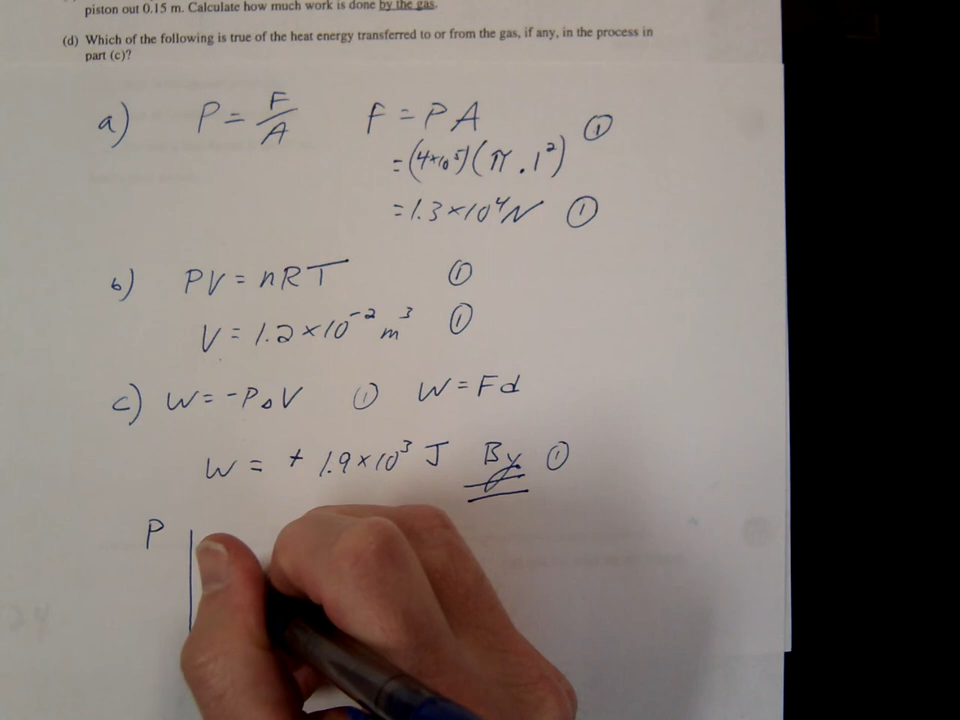 piston out 0.15 m. Calculate how much work is done by the gas.
(d) Which of the following is true of the heat energy transferred to or from the gas, if any, in the process in
part (c)?
a) P = F/A F = PA ①
= (4×10⁵)(π .1²)
= 1.3×10⁴N ①
b) PV = nRT ①
V = 1.2×10⁻² m³ ①
c) W = -PΔV ① W = Fd
W = + 1.9×10³ J By ①
P